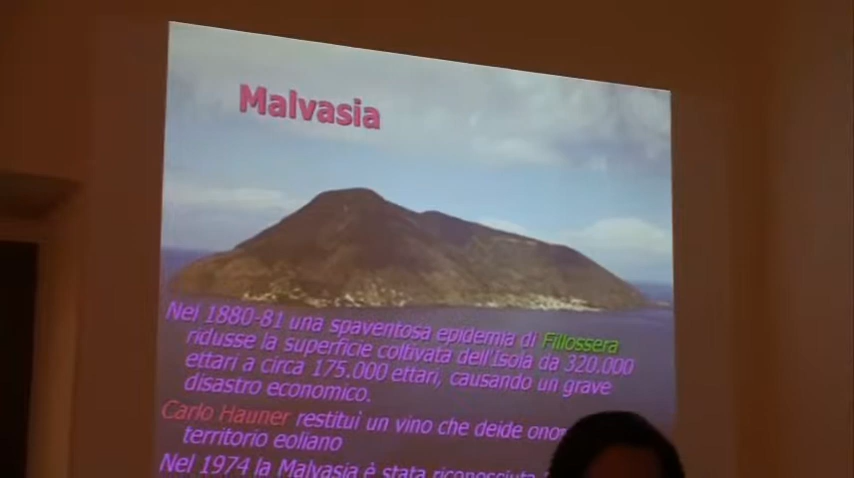 Malvasia
Nel 1880-81 una spaventosa epidemia di Fillossera
ridusse la superficie coltivata dell'Isola da 320.000
ettari a circa 175.000 ettari, causando un grave
disastro economico.
Carlo Hauner restituì un vino che deide
territorio eoliano
Nel 1974 la Malvasia è stata riconosciuta